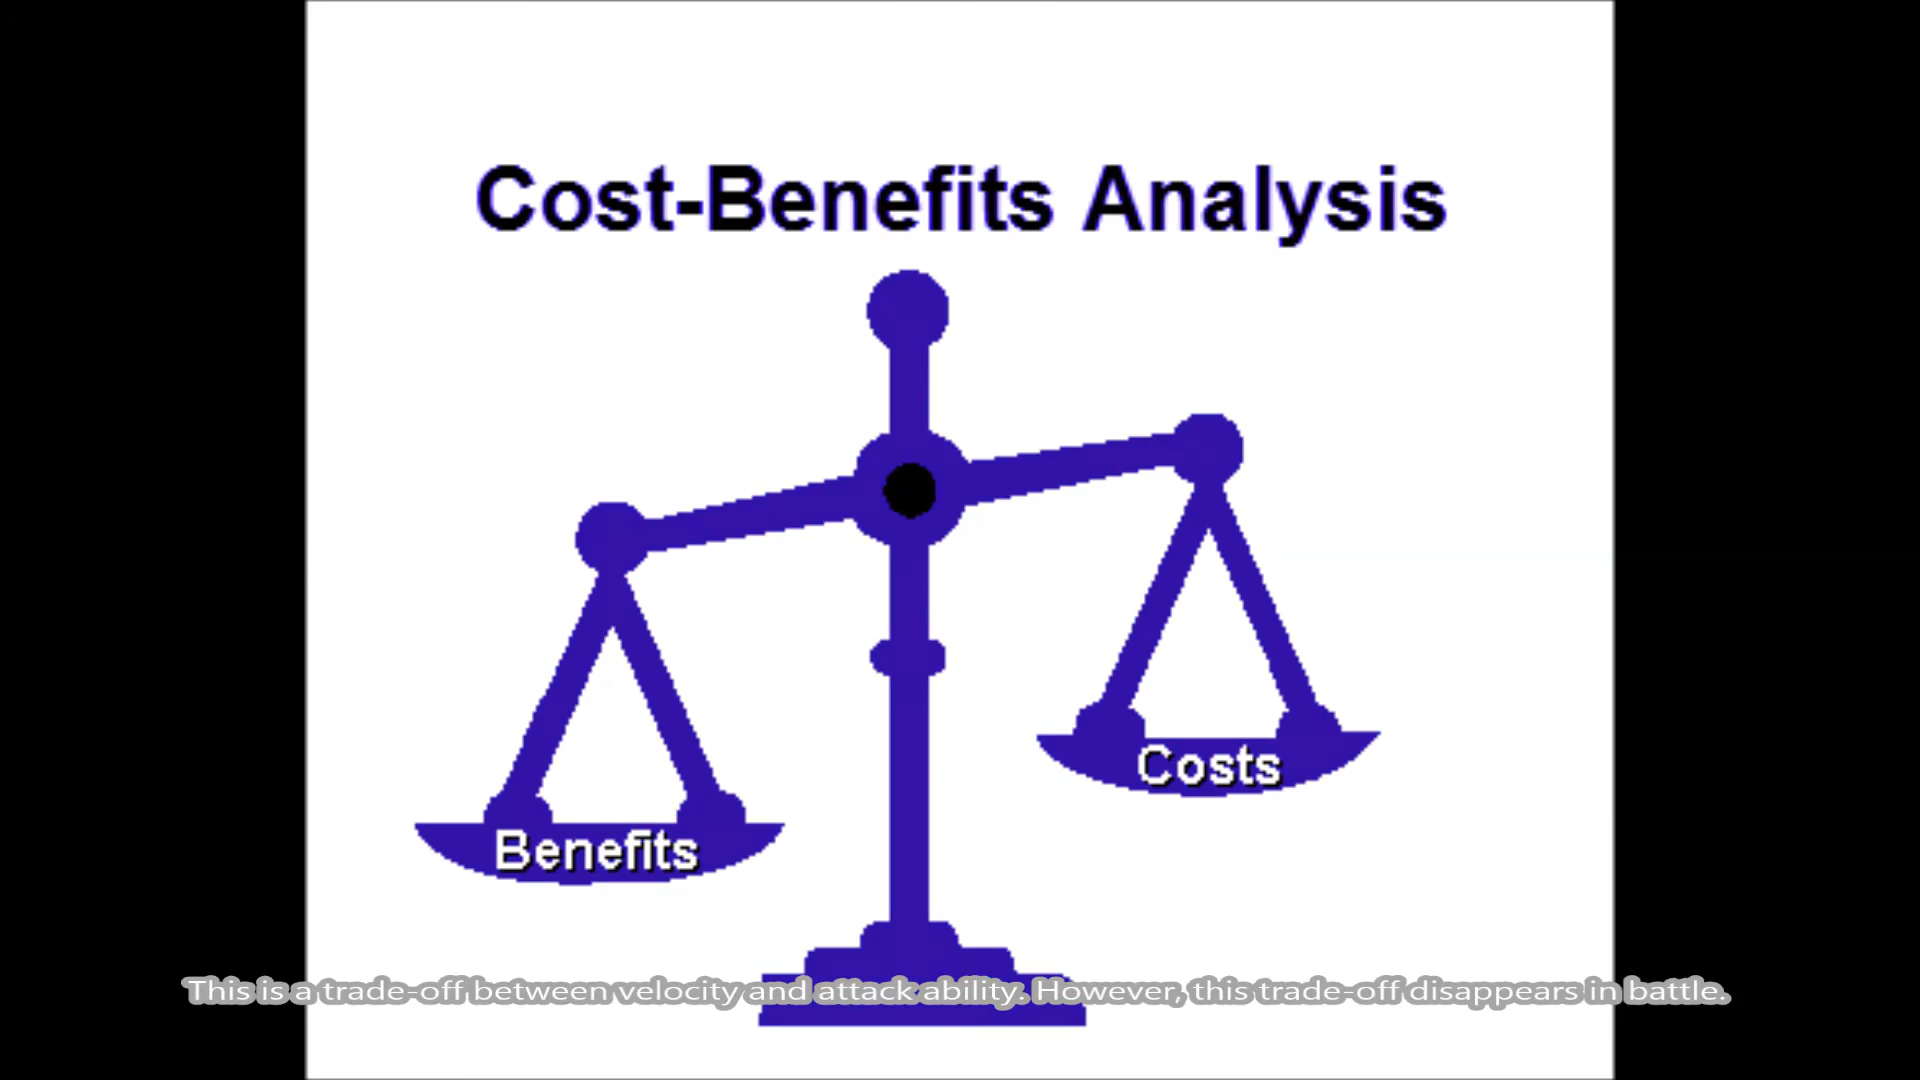 Cost-Benefits Analysis
Costs
Benefits
This is a trade-off between velocity and attack ability. However, this trade-off disappears in battle.